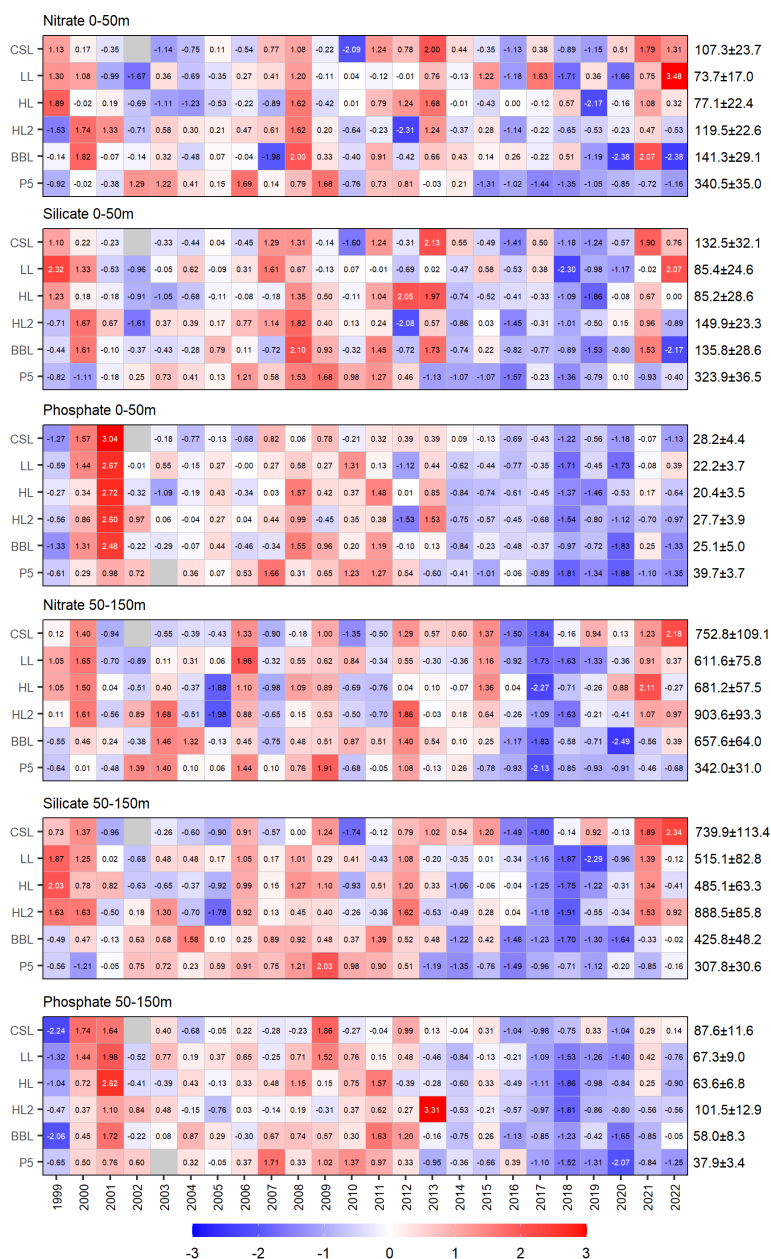 Nitrate 0-50m
CSL 1.13 0.17 -0.35 -1.14 -0.75 0.11 -0.54 0.77 1.08 -0.22 -2.09 1.24 0.78 2.00 0.44 -0.35 -1.13 0.38 -0.89 -1.15 0.51 1.79 1.31 107.3±23.7
LL 1.30 1.08 -0.99 -1.67 0.36 -0.69 -0.35 0.28 0.41 1.20 -0.11 0.04 -0.12 -0.01 0.76 -0.13 1.22 -1.18 1.63 -1.71 0.36 -1.66 0.75 3.48 73.7±17.0
HL 1.89 -0.02 0.19 -0.69 -1.11 -1.23 -0.53 -0.22 -0.89 1.62 -0.42 0.01 0.79 1.24 1.68 -0.01 -0.43 0.00 -0.12 0.57 -2.17 -0.16 1.08 0.32 77.1±22.4
HL2 -1.53 1.74 1.33 -0.71 0.58 0.30 0.21 0.47 0.61 1.62 0.20 -0.64 -0.23 -2.31 1.24 -0.37 0.28 -1.14 -0.22 -0.65 -0.53 -0.23 0.47 -0.53 119.5±22.6
BBL -0.14 1.82 -0.07 -0.14 0.32 -0.48 0.07 -0.04 -1.98 2.00 0.33 -0.40 0.91 -0.42 0.66 0.43 0.14 0.26 -0.22 0.51 -1.19 -2.38 2.07 -2.38 141.3±29.1
P5 -0.92 -0.02 -0.38 1.29 1.22 0.41 0.15 1.69 0.14 0.79 1.68 -0.76 0.73 0.81 -0.03 0.21 -1.31 -1.02 -1.44 -1.35 -1.05 -0.85 -0.72 -1.16 340.5±35.0
Silicate 0-50m
CSL 1.10 0.22 -0.23 -0.33 -0.44 0.04 -0.45 1.29 1.31 -0.14 -1.60 1.24 -0.31 2.13 0.55 -0.49 -1.41 0.50 -1.18 -1.24 -0.57 1.90 0.76 132.5±32.1
LL 2.32 1.33 -0.53 -0.96 -0.05 0.62 -0.09 0.31 1.61 0.67 -0.13 0.07 -0.01 -0.69 0.02 -0.47 0.58 -0.53 0.38 -2.30 -0.98 -1.17 -0.02 2.07 85.4±24.6
HL 1.23 0.18 -0.18 -0.91 -1.05 -0.68 -0.11 -0.08 -0.18 1.35 0.50 -0.11 1.04 2.05 1.97 -0.74 -0.52 -0.41 -0.33 -1.09 -1.86 -0.08 0.67 0.00 85.2±28.6
HL2 -0.71 1.67 0.67 -1.61 0.37 0.39 0.17 0.77 1.14 1.82 0.40 0.13 0.24 -2.08 0.57 -0.86 0.03 -1.45 -0.31 -1.01 -0.50 0.15 0.96 -0.89 149.9±23.3
BBL -0.44 1.61 -0.10 -0.37 -0.43 -0.28 0.79 0.11 -0.72 2.10 0.93 -0.32 1.45 -0.72 1.73 -0.74 0.22 -0.82 -0.77 -0.89 -1.53 -0.80 1.53 -2.17 135.8±28.6
P5 -0.82 -1.11 -0.18 0.25 0.73 0.41 0.13 1.21 0.58 1.53 1.68 0.98 1.27 0.46 -1.13 -1.07 -1.07 -1.57 -0.23 -1.36 -0.79 0.10 -0.93 -0.40 323.9±36.5
Phosphate 0-50m
CSL -1.27 1.57 3.04 -0.18 -0.77 -0.13 -0.68 0.82 0.06 0.78 -0.21 0.32 0.39 0.39 0.09 -0.13 -0.69 -0.43 -1.22 -0.56 -1.18 -0.07 -1.13 28.2±4.4
LL -0.59 1.44 2.67 -0.01 0.55 -0.15 0.27 -0.00 0.27 0.58 0.27 1.31 0.13 -1.12 0.44 -0.62 -0.44 -0.77 -0.35 -1.71 -0.45 -1.73 -0.08 0.39 22.2±3.7
HL -0.27 0.34 2.72 -0.32 -1.09 -0.19 0.43 -0.34 0.03 1.57 0.42 0.37 1.48 0.01 0.85 -0.84 -0.74 -0.61 -0.45 -1.37 -1.46 -0.53 0.17 -0.64 20.4±3.5
HL2 -0.56 0.86 2.60 0.97 0.06 -0.04 0.27 0.04 0.44 0.99 -0.45 0.35 0.38 -1.53 1.53 -0.75 -0.57 -0.45 -0.68 -1.54 -0.80 -1.12 -0.70 -0.97 27.7±3.9
BBL -1.33 1.31 2.48 -0.22 -0.29 -0.07 0.44 -0.46 -0.34 1.55 0.96 0.20 1.19 -0.10 0.13 -0.84 -0.23 -0.48 -0.37 -0.97 -0.72 -1.83 0.25 -1.33 25.1±5.0
P5 -0.61 0.29 0.98 0.72 0.36 0.07 0.53 1.66 0.31 0.65 1.23 1.27 0.54 -0.60 -0.41 -1.01 -0.06 -0.89 -1.81 -1.34 -1.88 -1.10 -1.35 39.7±3.7
Nitrate 50-150m
CSL 0.12 1.40 -0.94 -0.55 -0.39 -0.43 1.33 -0.90 -0.18 1.00 -1.35 -0.50 1.29 0.57 0.60 1.37 -1.50 -1.84 -0.16 0.94 0.13 1.23 2.18 752.8±109.1
LL 1.05 1.65 -0.70 -0.89 0.11 0.31 0.06 1.98 -0.32 0.55 0.62 0.84 -0.34 0.55 -0.30 -0.36 1.16 -0.92 -1.73 -1.63 -1.33 -0.36 0.91 0.37 611.6±75.8
HL 1.05 1.50 0.04 -0.51 0.40 -0.37 -1.88 1.10 -0.98 1.09 0.89 -0.69 -0.76 0.04 0.10 -0.07 1.36 0.04 -2.27 -0.71 -0.26 0.88 2.11 -0.27 681.2±57.5
HL2 0.11 1.61 -0.56 0.89 1.68 -0.51 -1.98 0.88 -0.65 0.15 0.53 -0.50 -0.70 1.86 -0.03 0.18 0.64 -0.26 -1.09 -1.63 -0.21 -0.41 1.07 0.97 903.6±93.3
BBL -0.55 0.46 0.24 -0.38 1.46 1.32 -0.13 0.45 -0.75 0.48 -0.51 0.87 0.51 1.40 0.54 0.10 0.25 -1.17 -1.83 -0.58 -0.71 -2.49 -0.56 0.39 657.6±64.0
P5 -0.64 0.01 -0.48 1.39 1.40 0.10 0.06 1.44 0.10 0.76 1.91 -0.06 -0.12 1.08 -0.13 0.26 -0.78 -0.93 -2.13 -0.85 -0.93 -0.91 -0.46 -0.68 342.0±31.0
Silicate 50-150m
CSL 0.73 1.37 -0.96 -0.26 -0.60 -0.90 0.91 -0.57 0.00 1.24 -1.74 -0.12 0.79 1.02 0.54 1.20 -0.49 -1.80 -0.14 0.92 -0.13 1.89 2.34 739.9±113.4
LL 1.87 1.25 0.02 -0.68 0.48 0.48 0.17 1.05 0.17 1.01 0.29 0.41 -0.43 1.08 -0.20 -0.35 0.01 -0.34 -1.16 -1.87 -2.29 -0.96 1.39 -0.12 515.1±82.8
HL 2.03 0.78 0.82 -0.63 -0.65 -0.37 -0.92 0.99 0.15 1.27 1.10 -0.93 0.51 1.20 0.33 -1.06 -0.06 -0.04 -1.25 -1.75 -1.22 -0.31 1.34 -0.41 485.1±63.3
HL2 1.63 1.63 -0.50 0.18 1.30 -0.70 -1.78 0.92 0.13 0.45 0.40 -0.26 -0.36 1.62 -0.53 -0.49 0.28 0.04 -1.18 -1.91 -0.55 -0.34 1.53 0.92 888.5±85.8
BBL -0.49 0.47 -0.13 0.63 0.68 1.58 0.10 0.25 0.89 0.92 0.48 0.37 1.39 0.52 0.48 -1.14 0.42 -1.48 -1.23 -1.70 -1.30 -1.64 -0.33 -0.02 425.8±48.2
P5 -0.56 -1.21 -0.05 0.75 0.72 0.23 0.59 0.91 0.75 1.21 2.03 0.98 0.90 0.51 -1.19 -1.35 -0.76 -1.49 -0.96 -0.71 -1.12 -0.20 -0.85 -0.16 307.8±30.6
Phosphate 50-150m
CSL -2.24 1.74 1.64 0.40 -0.68 -0.05 0.22 -0.28 -0.23 1.86 -0.27 -0.04 0.99 0.13 -0.04 0.31 -1.04 -0.98 -0.75 0.33 -1.04 0.29 0.14 87.6±11.6
LL -1.32 1.44 1.98 -0.52 0.77 0.19 0.37 0.65 -0.25 0.71 1.52 0.76 0.15 0.48 -0.46 -0.84 -0.13 -0.21 -1.09 -1.53 -1.26 -1.40 0.42 -0.76 67.3±9.0
HL -1.04 0.72 2.62 -0.41 -0.39 0.43 -0.13 0.33 0.48 1.15 0.15 0.75 1.57 -0.39 -0.28 -0.60 0.33 -0.49 -1.11 -1.86 -0.98 -0.84 0.25 -0.90 63.6±6.8
HL2 -0.47 0.37 1.10 0.84 0.48 -0.15 -0.76 0.03 -0.14 0.19 -0.31 0.37 0.62 0.27 3.31 -0.53 -0.21 -0.57 -0.97 -1.81 -0.86 -0.80 -0.56 -0.56 101.5±12.9
BBL -2.06 0.45 1.72 -0.22 0.08 0.87 0.29 -0.30 0.67 0.74 0.57 0.30 1.63 1.20 -0.16 -0.75 0.26 -1.13 -0.85 -1.23 -0.42 -1.65 -0.85 -0.05 58.0±8.3
P5 -0.65 0.50 0.76 0.60 0.32 -0.05 0.37 1.71 0.33 1.02 1.37 0.97 0.33 -0.95 -0.36 -0.66 0.39 -1.10 -1.52 -1.31 -2.07 -0.84 -1.25 37.9±3.4
1999 2000 2001 2002 2003 2004 2005 2006 2007 2008 2009 2010 2011 2012 2013 2014 2015 2016 2017 2018 2019 2020 2021 2022
-3 -2 -1 0 1 2 3